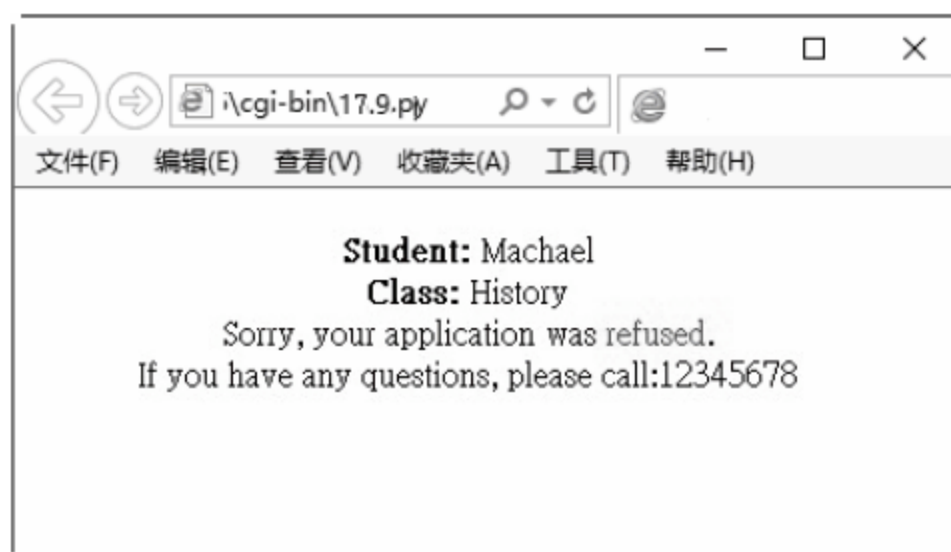 i\cgi-bin\17.9.py
文件(F) 编辑(E) 查看(V) 收藏夹(A) 工具(T) 帮助(H)
Student: Machael
Class: History
Sorry, your application was refused.
If you have any questions, please call:12345678